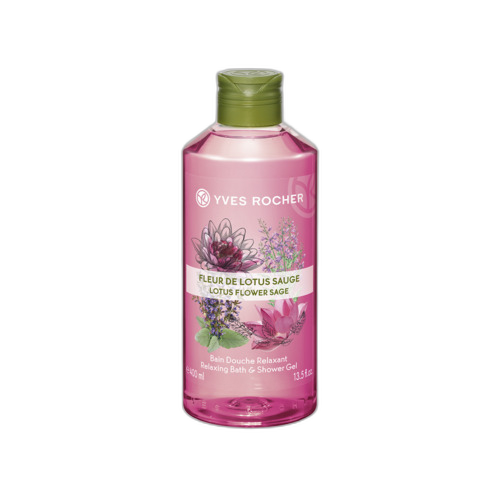 YVES ROCHER
FLEUR DE LOTUS SAUGE
LOTUS FLOWER SAGE
Bain Douche Relaxant
Relaxing Bath & Shower Gel
℮ 400 ml 13.5 fl.oz.